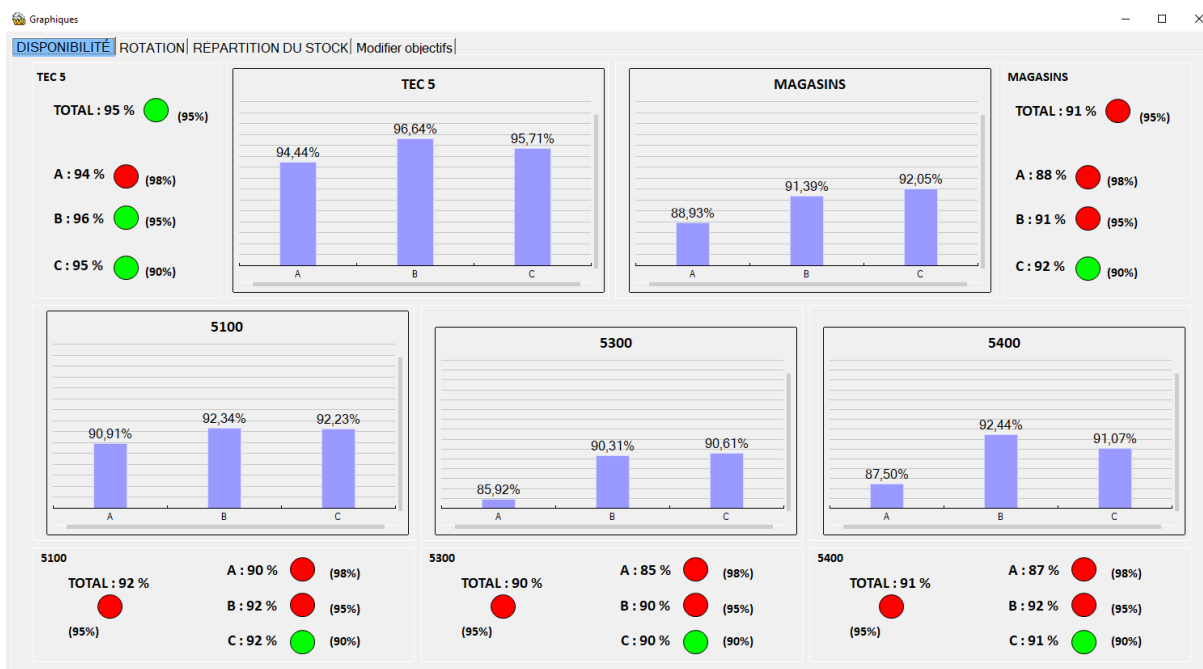 Graphiques
DISPONIBILITÉ ROTATION RÉPARTITION DU STOCK Modifier objectifs
TEC 5
TOTAL : 95 % (95%)
A : 94 % (98%)
B : 96 % (95%)
C : 95 % (90%)
TEC 5
94,44%
96,64%
95,71%
A B C
MAGASINS
88,93%
91,39%
92,05%
A B C
MAGASINS
TOTAL : 91 % (95%)
A : 88 % (98%)
B : 91 % (95%)
C : 92 % (90%)
5100
90,91%
92,34%
92,23%
A B C
5300
85,92%
90,31%
90,61%
A B C
5400
87,50%
92,44%
91,07%
A B C
5100
TOTAL : 92 %
(95%)
A : 90 % (98%)
B : 92 % (95%)
C : 92 % (90%)
5300
TOTAL : 90 %
(95%)
A : 85 % (98%)
B : 90 % (95%)
C : 90 % (90%)
5400
TOTAL : 91 %
(95%)
A : 87 % (98%)
B : 92 % (95%)
C : 91 % (90%)